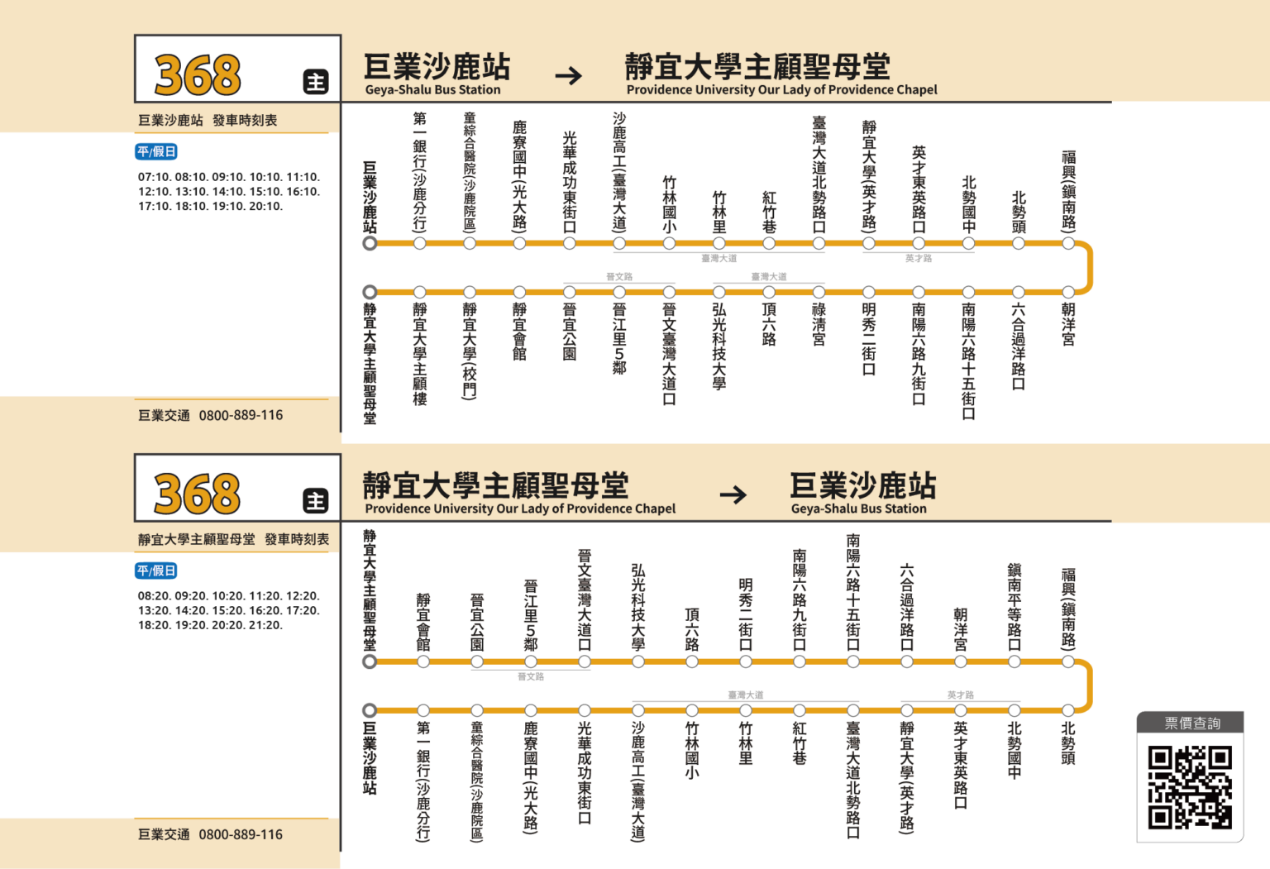 368 主
巨業沙鹿站 → 靜宜大學主顧聖母堂
Geya-Shalu Bus Station
Providence University Our Lady of Providence Chapel
巨業沙鹿站 發車時刻表
平/假日
07:10. 08:10. 09:10. 10:10. 11:10.
12:10. 13:10. 14:10. 15:10. 16:10.
17:10. 18:10. 19:10. 20:10.
巨業交通 0800-889-116
巨業沙鹿站
第一銀行(沙鹿分行)
童綜合醫院(沙鹿院區)
鹿寮國中(光大路)
光華成功東街口
沙鹿高工(臺灣大道)
竹林國小
竹林里
紅竹巷
臺灣大道北勢路口
靜宜大學(英才路)
英才東英路口
北勢國中
北勢頭
福興(鎮南路)
臺灣大道
英才路
晉文路
臺灣大道
靜宜大學主顧聖母堂
靜宜大學主顧樓
靜宜大學(校門)
靜宜會館
晉宜公園
晉江里5鄰
晉文臺灣大道口
弘光科技大學
頂六路
祿清宮
明秀二街口
南陽六路九街口
南陽六路十五街口
六合過洋路口
朝洋宮
368 主
靜宜大學主顧聖母堂 → 巨業沙鹿站
Providence University Our Lady of Providence Chapel
Geya-Shalu Bus Station
靜宜大學主顧聖母堂 發車時刻表
平/假日
08:20. 09:20. 10:20. 11:20. 12:20.
13:20. 14:20. 15:20. 16:20. 17:20.
18:20. 19:20. 20:20. 21:20.
巨業交通 0800-889-116
靜宜大學主顧聖母堂
靜宜會館
晉宜公園
晉江里5鄰
晉文臺灣大道口
弘光科技大學
頂六路
明秀二街口
南陽六路九街口
南陽六路十五街口
六合過洋路口
朝洋宮
鎮南平等路口
福興(鎮南路)
晉文路
臺灣大道
英才路
巨業沙鹿站
第一銀行(沙鹿分行)
童綜合醫院(沙鹿院區)
鹿寮國中(光大路)
光華成功東街口
沙鹿高工(臺灣大道)
竹林國小
竹林里
紅竹巷
臺灣大道北勢路口
靜宜大學(英才路)
英才東英路口
北勢國中
北勢頭
票價查詢